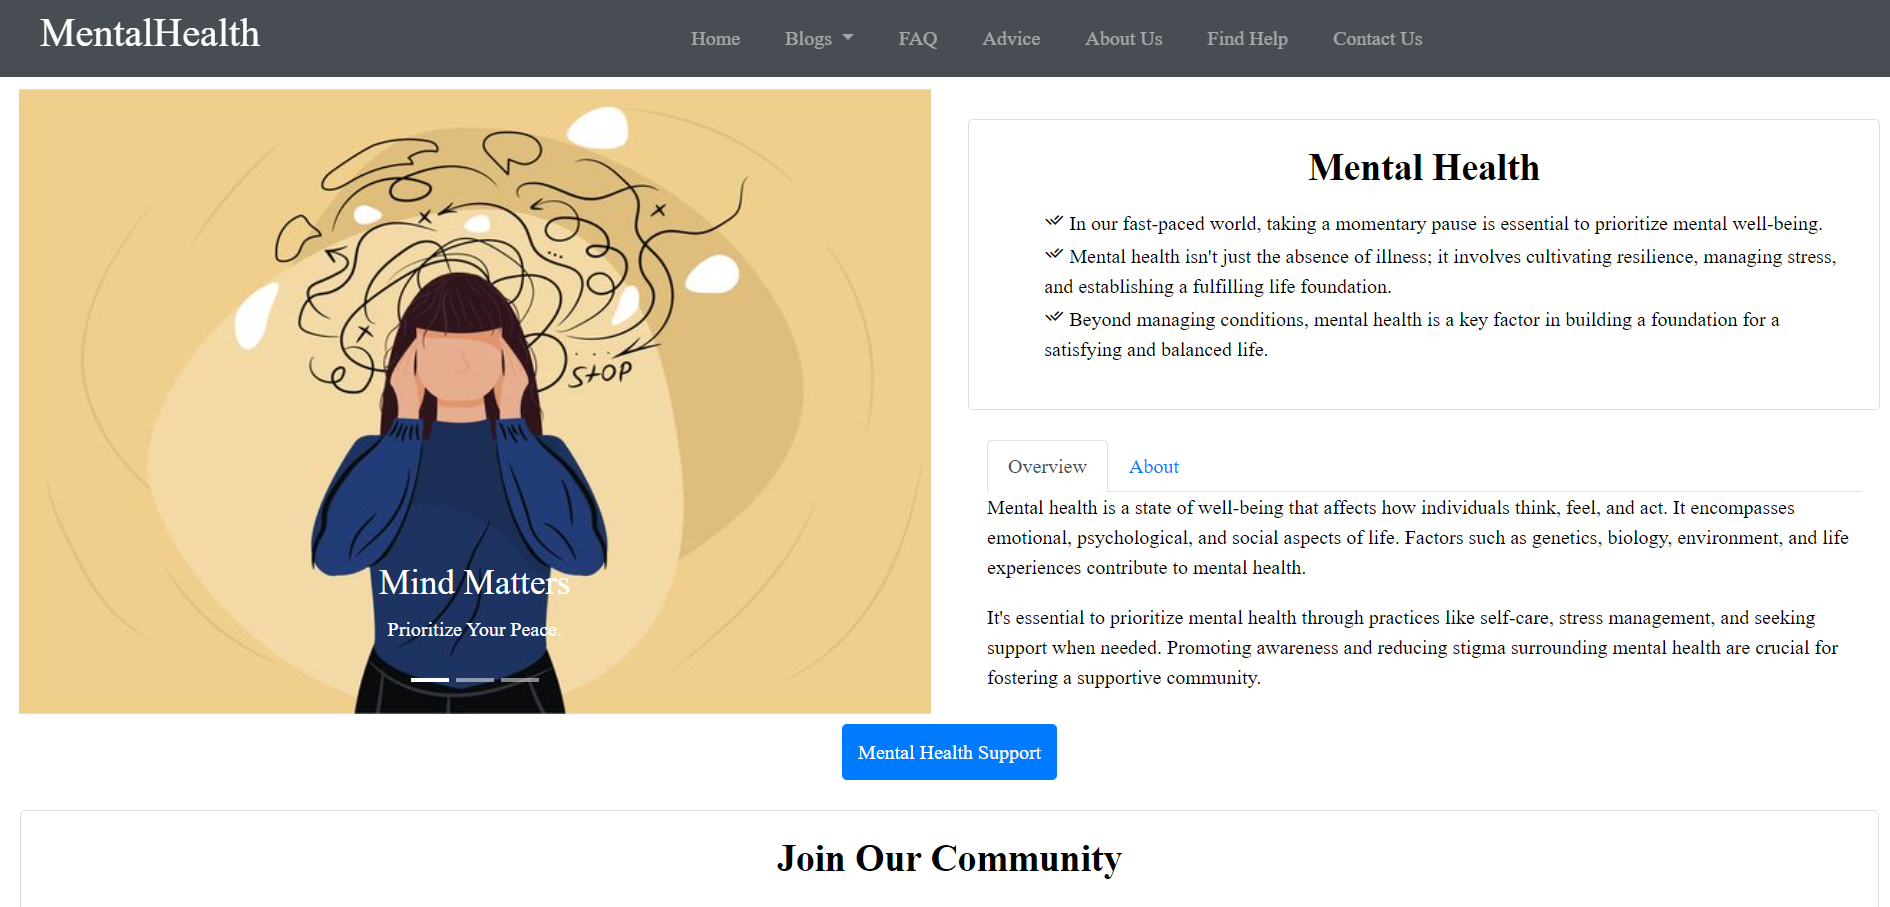 MentalHealth
Home
Blogs
FAQ
Advice
About Us
Find Help
Contact Us
STOP
Mind Matters
Prioritize Your Peace.
Mental Health
In our fast-paced world, taking a momentary pause is essential to prioritize mental well-being.
Mental health isn't just the absence of illness; it involves cultivating resilience, managing stress,
and establishing a fulfilling life foundation.
Beyond managing conditions, mental health is a key factor in building a foundation for a
satisfying and balanced life.
Overview
About
Mental health is a state of well-being that affects how individuals think, feel, and act. It encompasses
emotional, psychological, and social aspects of life. Factors such as genetics, biology, environment, and life
experiences contribute to mental health.
It's essential to prioritize mental health through practices like self-care, stress management, and seeking
support when needed. Promoting awareness and reducing stigma surrounding mental health are crucial for
fostering a supportive community.
Mental Health Support
Join Our Community